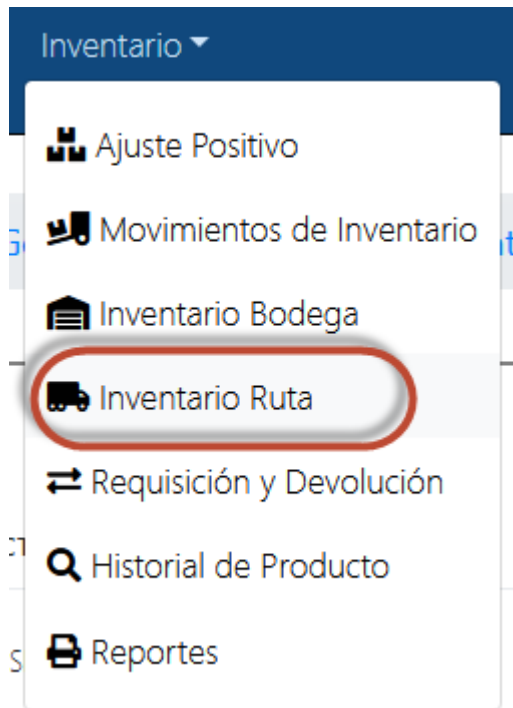 Inventario
Ajuste Positivo
Movimientos de Inventario
Inventario Bodega
Inventario Ruta
Requisición y Devolución
Historial de Producto
Reportes